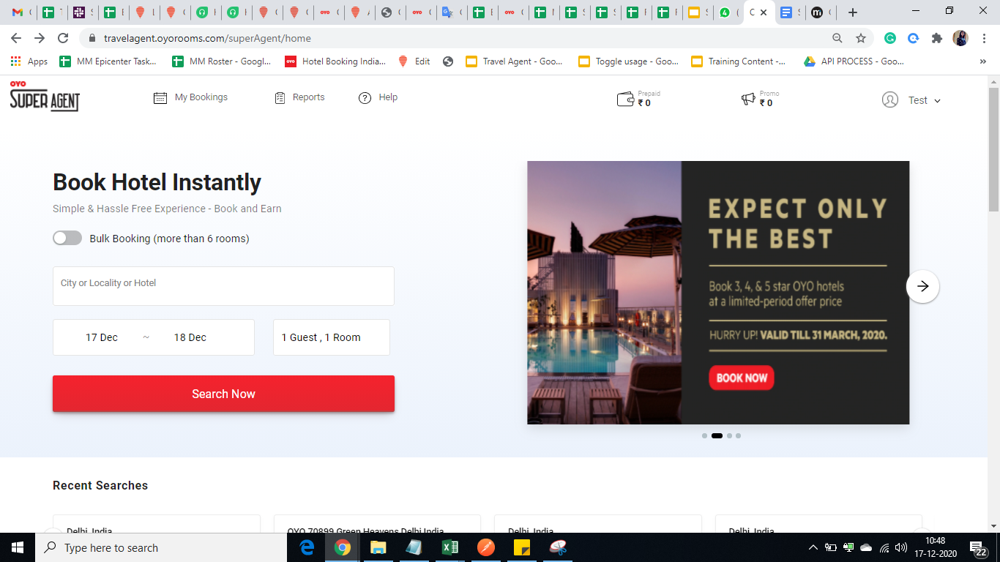 travelagent.oyorooms.com/superAgent/home
Apps
MM Epicenter Task...
MM Roster - Googl...
OYO
Hotel Booking India...
Edit
Travel Agent - Goo...
Toggle usage - Goo...
Training Content -...
API PROCESS - Goo...
»
OYO
SUPER AGENT
My Bookings
Reports
Help
Prepaid
₹ 0
Promo
₹ 0
Test
Book Hotel Instantly
Simple & Hassle Free Experience - Book and Earn
Bulk Booking (more than 6 rooms)
City or Locality or Hotel
17 Dec ~ 18 Dec
1 Guest , 1 Room
Search Now
EXPECT ONLY
THE BEST
Book 3, 4, & 5 star OYO hotels
at a limited-period offer price
HURRY UP! VALID TILL 31 MARCH, 2020.
BOOK NOW
Recent Searches
Delhi, India
OYO 70899 Green Heavens Delhi India
Delhi, India
Delhi, India
Type here to search
10:48
17-12-2020
22